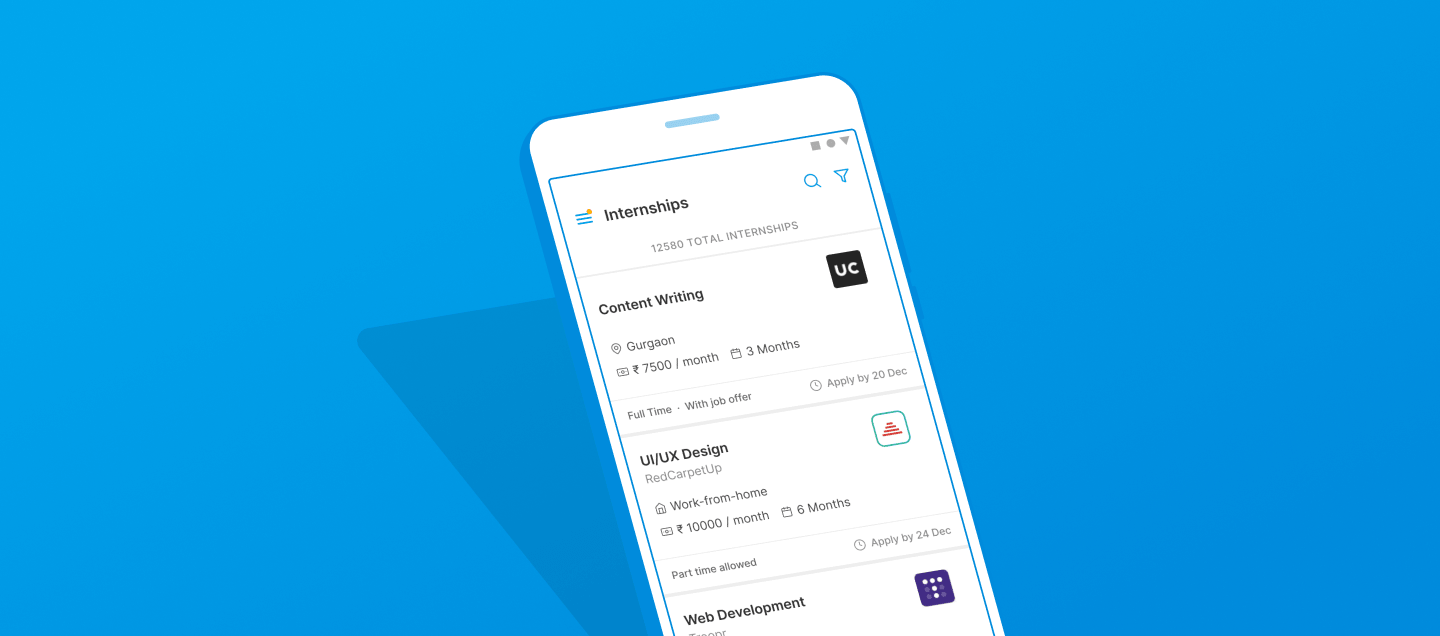 Internships
12580 TOTAL INTERNSHIPS
UC
Content Writing
Gurgaon
₹ 7500 / month 3 Months
Full Time · With job offer Apply by 20 Dec
UI/UX Design
RedCarpetUp
Work-from-home
₹ 10000 / month 6 Months
Part time allowed Apply by 24 Dec
Web Development